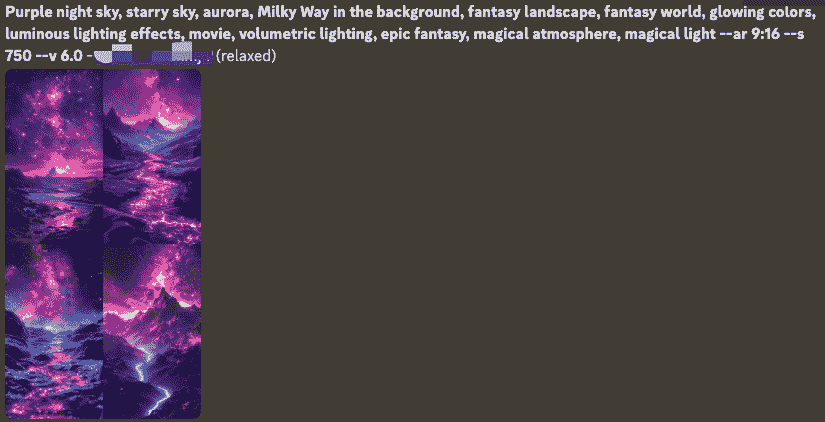 Purple night sky, starry sky, aurora, Milky Way in the background, fantasy landscape, fantasy world, glowing colors,
luminous lighting effects, movie, volumetric lighting, epic fantasy, magical atmosphere, magical light --ar 9:16 --s
750 --v 6.0 - (relaxed)